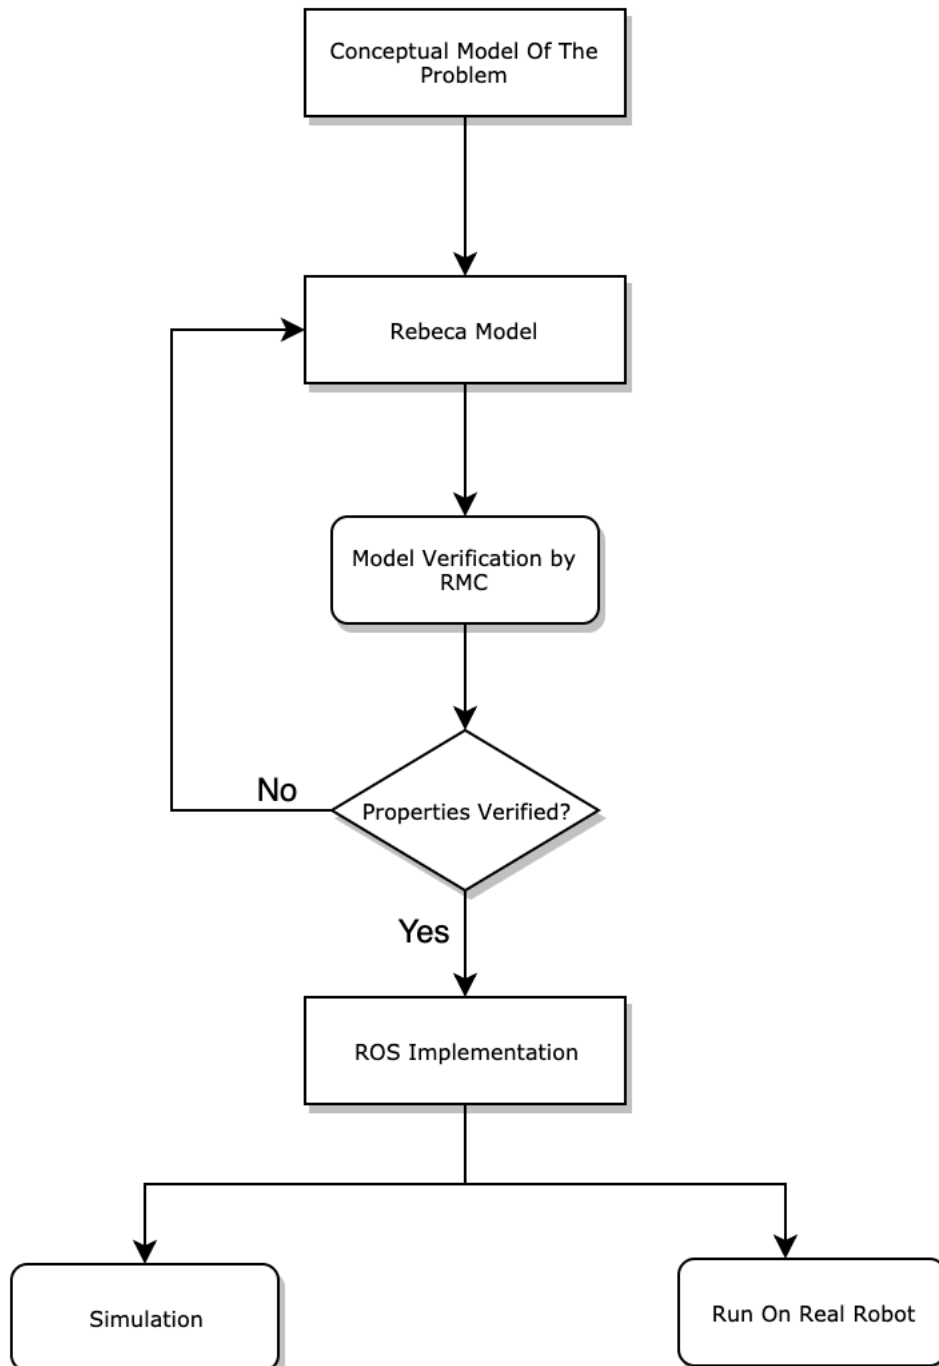 Conceptual Model Of The
Problem
Rebeca Model
Model Verification by
RMC
No
Properties Verified?
Yes
ROS Implementation
Simulation
Run On Real Robot